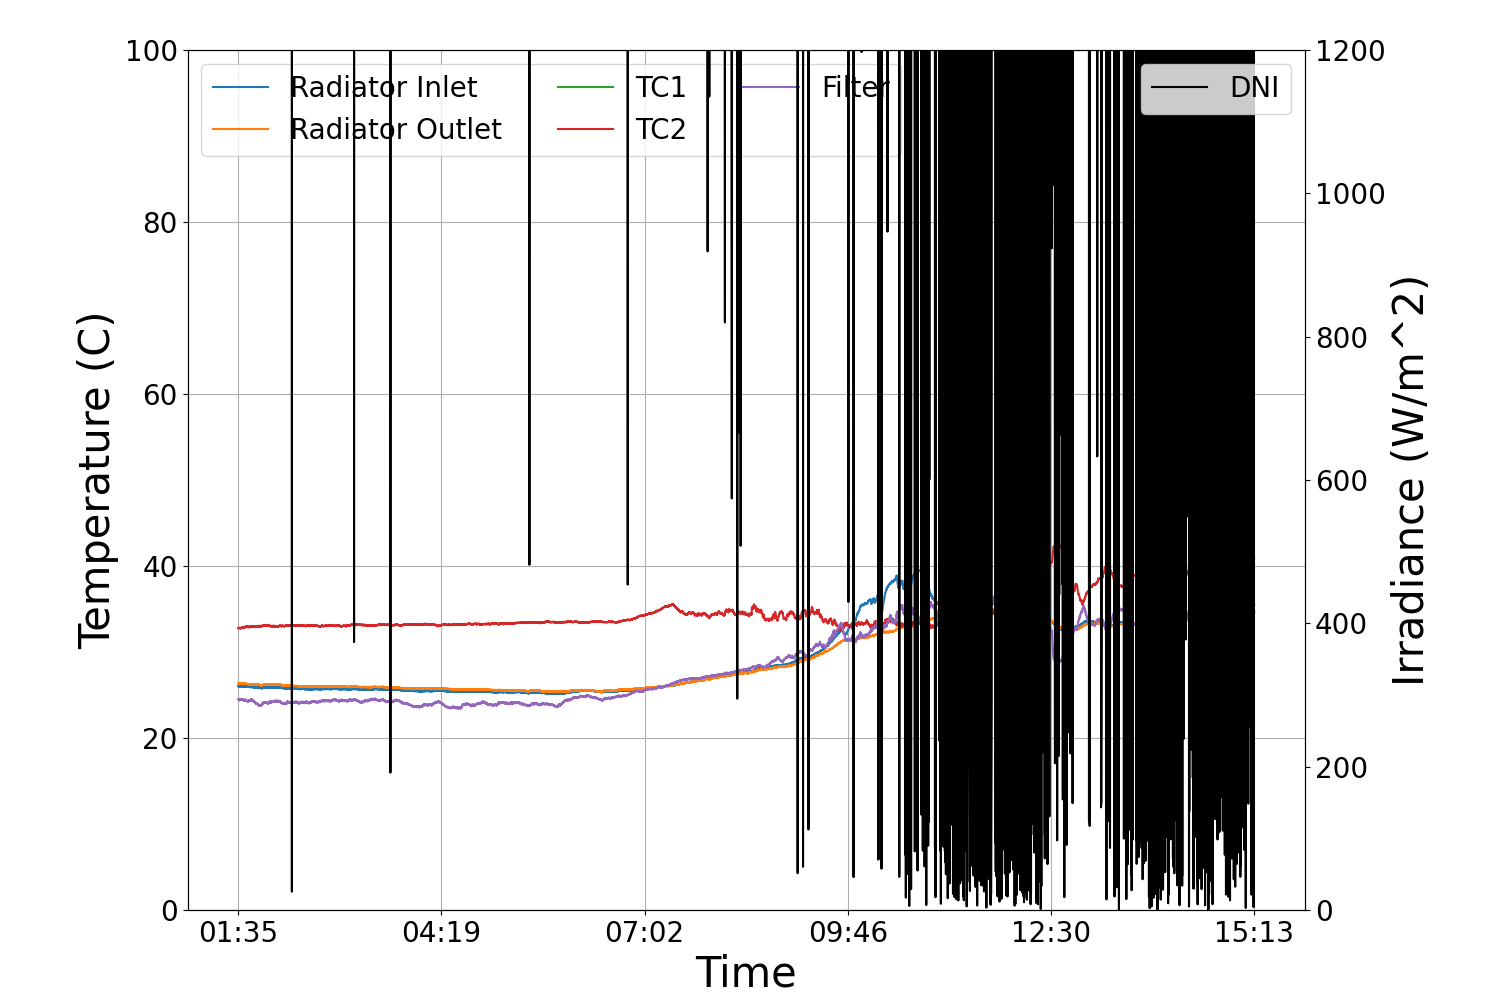 100
80
60
40
20
0
Temperature (C)
Radiator Inlet
Radiator Outlet
TC1
TC2
Filter
DNI
1200
1000
800
600
400
200
0
Irradiance (W/m^2)
01:35 04:19 07:02 09:46 12:30 15:13
Time